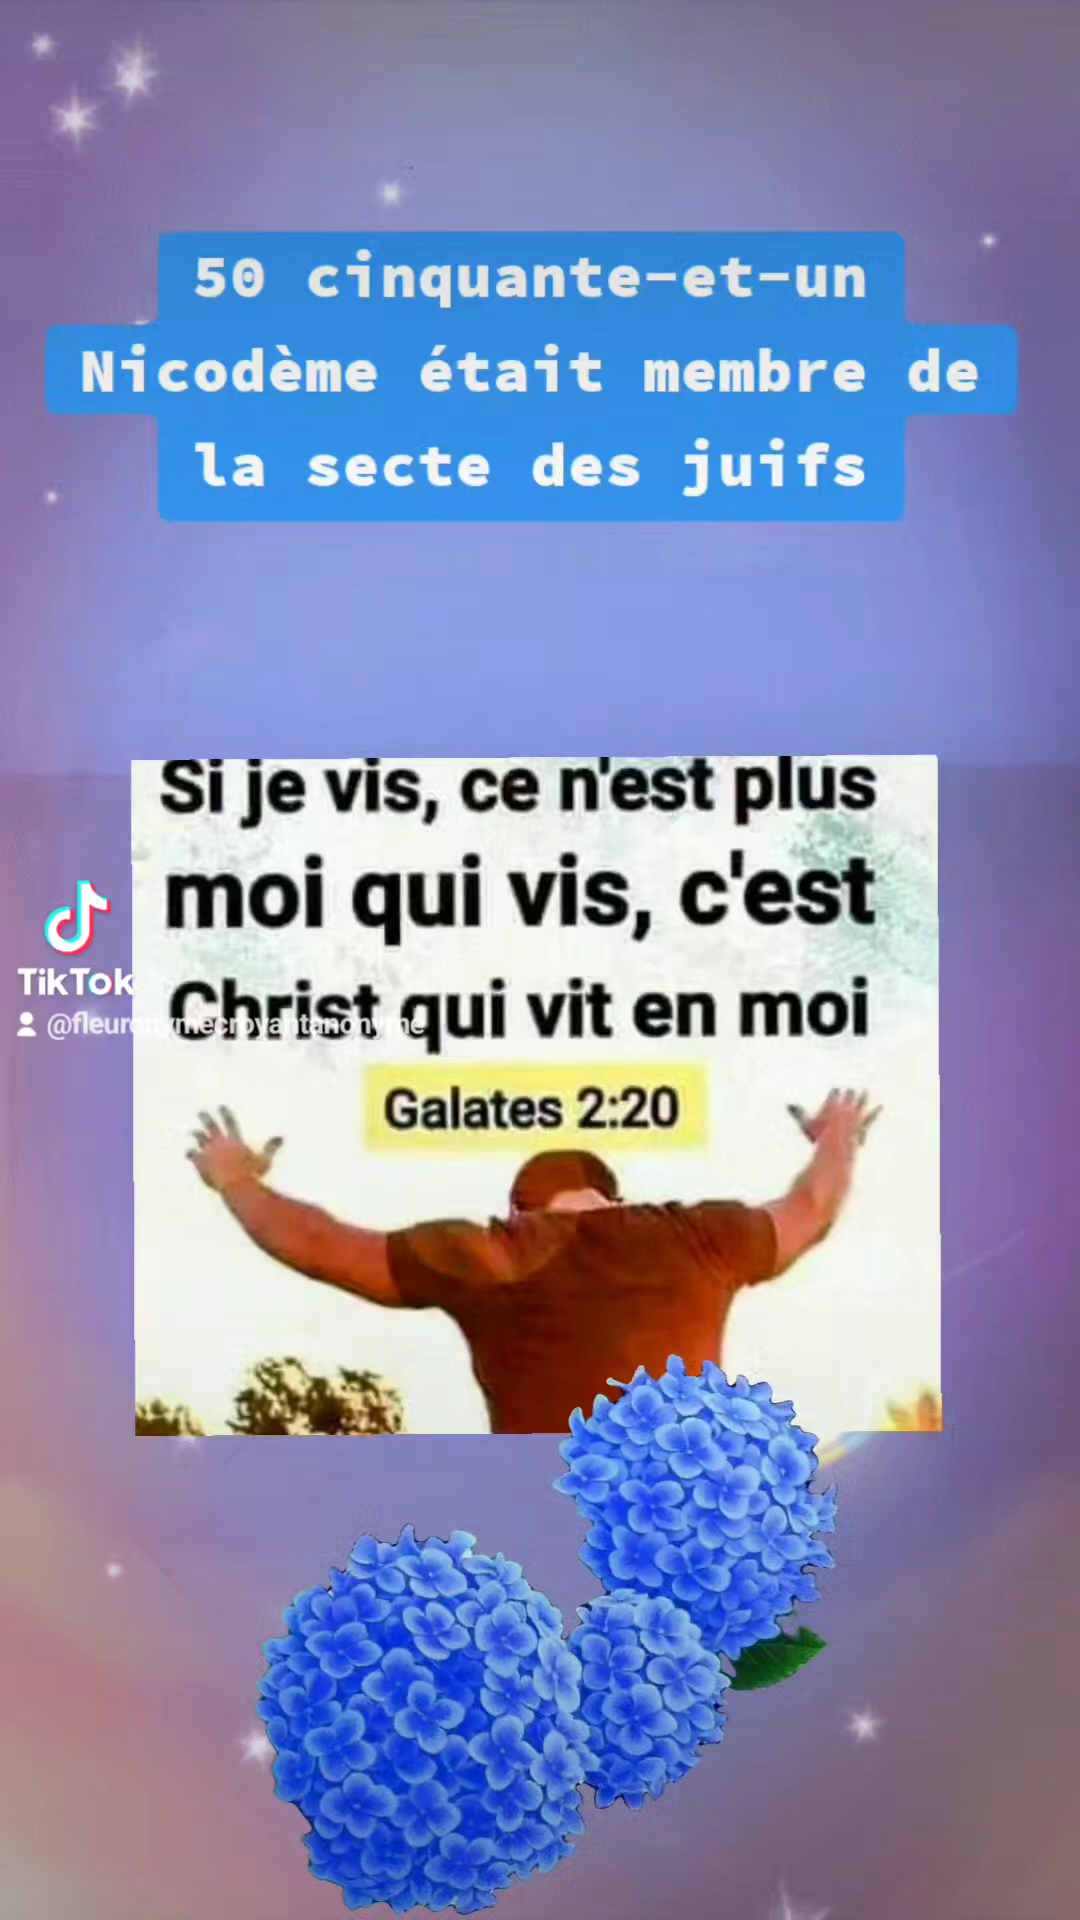 50 cinquante-et-un
Nicodème était membre de
la secte des juifs
Si je vis, ce n'est plus
moi qui vis, c'est
Christ qui vit en moi
Galates 2:20
TikTok
@fleuronymecroyantanonyme